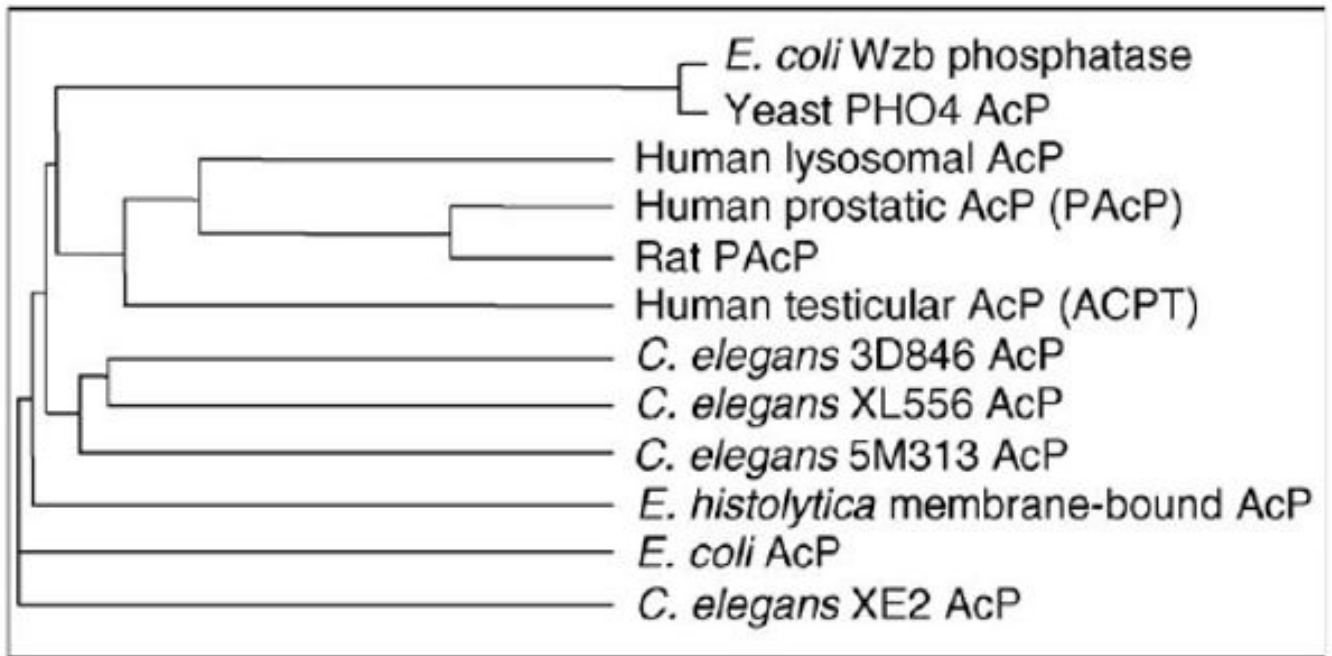 E. coli Wzb phosphatase
Yeast PHO4 AcP
Human lysosomal AcP
Human prostatic AcP (PAcP)
Rat PAcP
Human testicular AcP (ACPT)
C. elegans 3D846 AcP
C. elegans XL556 AcP
C. elegans 5M313 AcP
E. histolytica membrane-bound AcP
E. coli AcP
C. elegans XE2 AcP